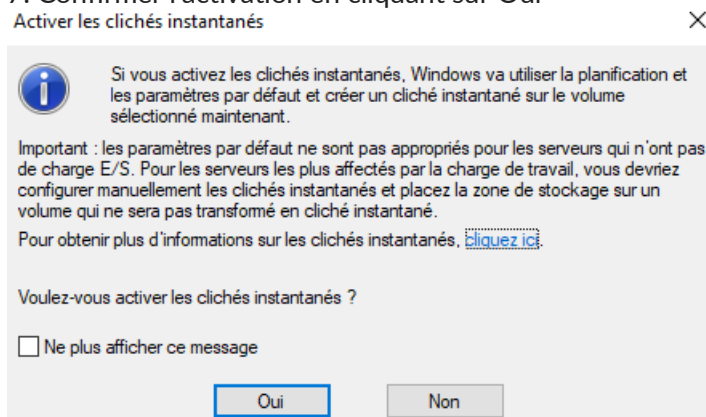 7. Confirmer l'activation en cliquant sur Oui
Activer les clichés instantanés
Si vous activez les clichés instantanés, Windows va utiliser la planification et
les paramètres par défaut et créer un cliché instantané sur le volume
sélectionné maintenant.
Important : les paramètres par défaut ne sont pas appropriés pour les serveurs qui n'ont pas
de charge E/S. Pour les serveurs les plus affectés par la charge de travail, vous devriez
configurer manuellement les clichés instantanés et placez la zone de stockage sur un
volume qui ne sera pas transformé en cliché instantané.
Pour obtenir plus d'informations sur les clichés instantanés, cliquez ici.
Voulez-vous activer les clichés instantanés ?
Ne plus afficher ce message
Oui Non